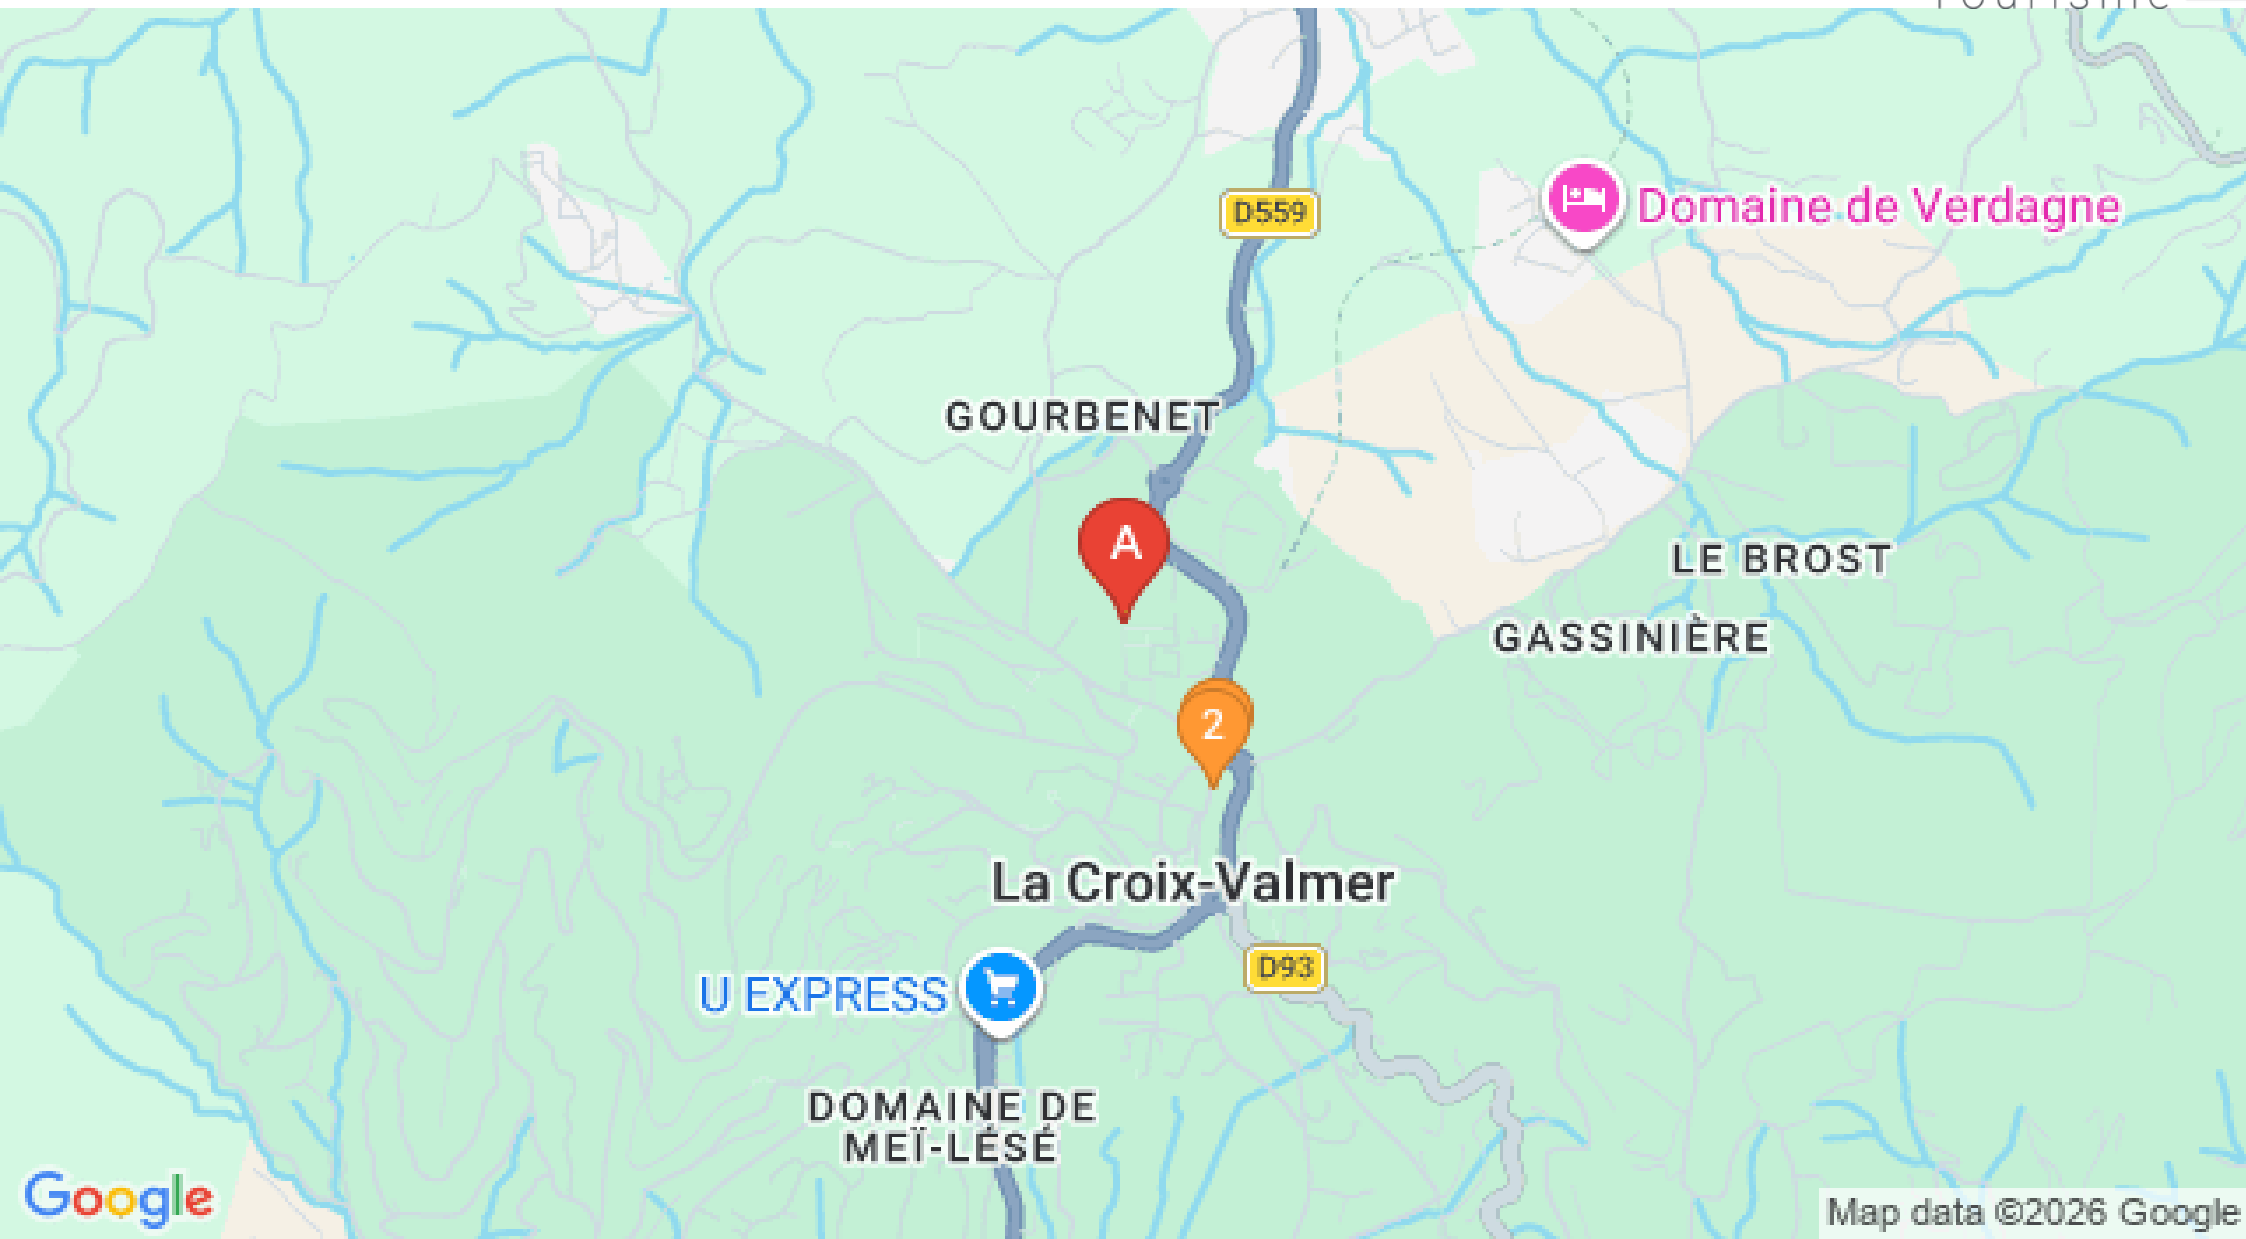 D559
Domaine de Verdagne
GOURBENET
A
LE BROST
GASSINIÈRE
2
La Croix-Valmer
D93
U EXPRESS
DOMAINE DE
MEÏ-LÉSÉ
Google
Map data ©2026 Google